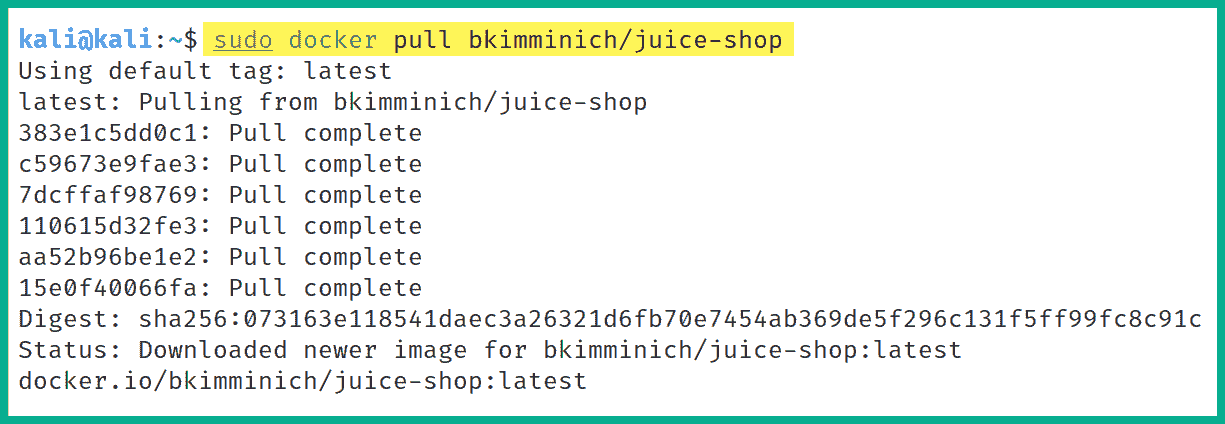 kali@kali:~$ sudo docker pull bkimminich/juice-shop
Using default tag: latest
latest: Pulling from bkimminich/juice-shop
383e1c5dd0c1: Pull complete
c59673e9fae3: Pull complete
7dcffaf98769: Pull complete
110615d32fe3: Pull complete
aa52b96be1e2: Pull complete
15e0f40066fa: Pull complete
Digest: sha256:073163e118541daec3a26321d6fb70e7454ab369de5f296c131f5ff99fc8c91c
Status: Downloaded newer image for bkimminich/juice-shop:latest
docker.io/bkimminich/juice-shop:latest